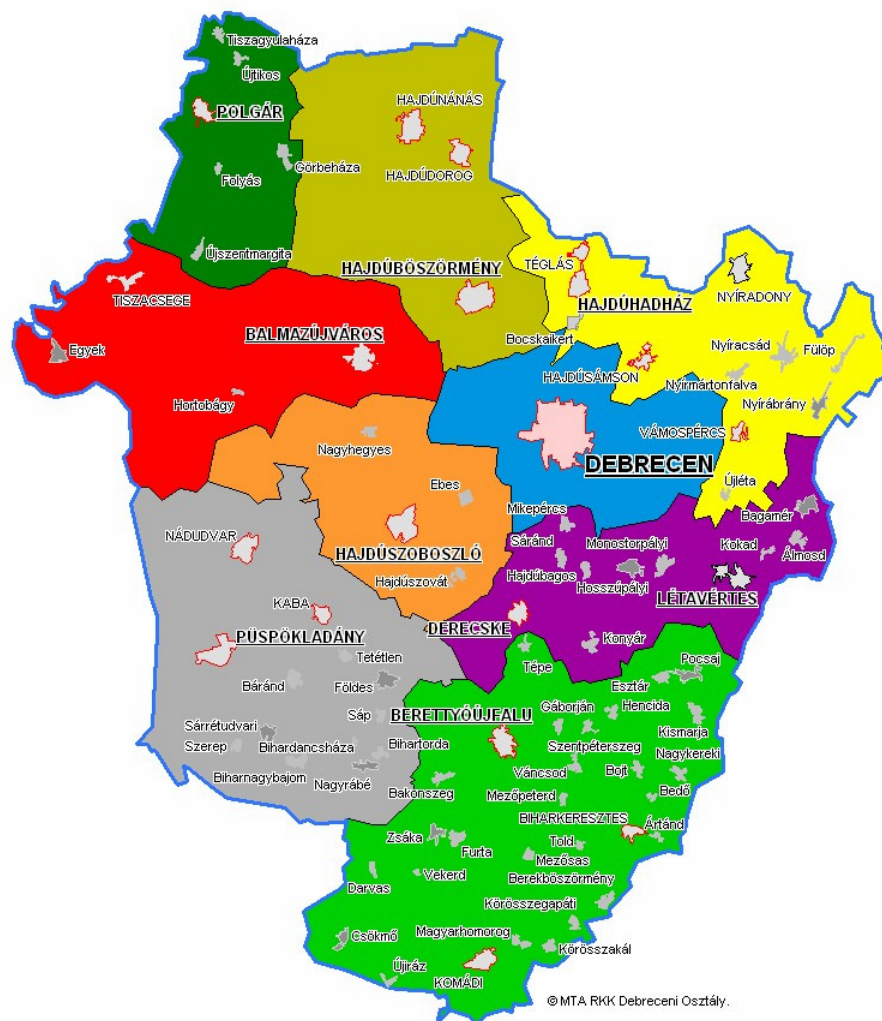 Tiszagyulaháza
Újtikos
POLGÁR
HAJDÚNÁNÁS
HAJDÚDOROG
Görbeháza
Folyás
Újszentmargita
HAJDÚBÖSZÖRMÉNY
TÉGLÁS
NYÍRADONY
HAJDÚHADHÁZ
TISZACSEGE
BALMAZÚJVÁROS
Bocskaikert
Egyek
Nyíracsád
Fülöp
HAJDÚSÁMSON
Nyírmártonfalva
Hortobágy
Nyírábrány
VÁMOSPÉRCS
Nagyhegyes
DEBRECEN
Újléta
Ebes
Mikepércs
Bagamér
NÁDUDVAR
HAJDÚSZOBOSZLÓ
Sáránd
Monostorpályi
Kokad
Álmosd
Hajdúbagos
Hosszúpályi
Hajdúszovát
LÉTAVÉRTES
KABA
DERECSKE
PÜSPÖKLADÁNY
Konyár
Tetétlen
Tépe
Pocsaj
Báránd
Földes
Esztár
Gáborján
Hencida
Sáp
BERETTYÓÚJFALU
Sárrétudvari
Szerep
Bihardancsháza
Bihartorda
Szentpéterszeg
Kismarja
Nagykereki
Biharnagybajom
Nagyrábé
Váncsod
Bojt
Bakonszeg
Mezőpeterd
Bedő
BIHARKERESZTES
Ártánd
Zsáka
Furta
Told
Mezősas
Vekerd
Berekböszörmény
Darvas
Körösszegapáti
Csökmő
Magyarhomorog
Körösszakál
Újiráz
KOMÁDI
© MTA RKK Debreceni Osztály.